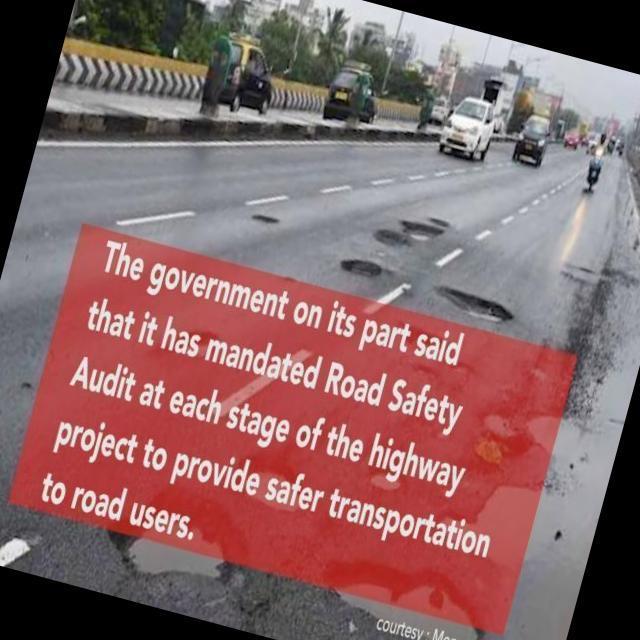 The government on its part said
that it has mandated Road Safety
Audit at each stage of the highway
project to provide safer transportation
to road users.
courtesy :